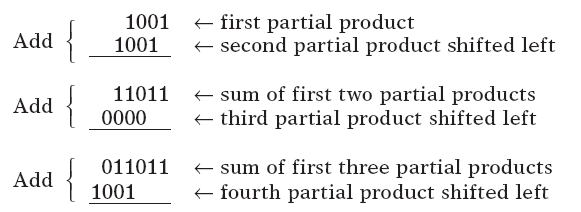 1001 ← first partial product
Add { 1001 ← second partial product shifted left
11011 ← sum of first two partial products
Add { 0000 ← third partial product shifted left
011011 ← sum of first three partial products
Add { 1001 ← fourth partial product shifted left